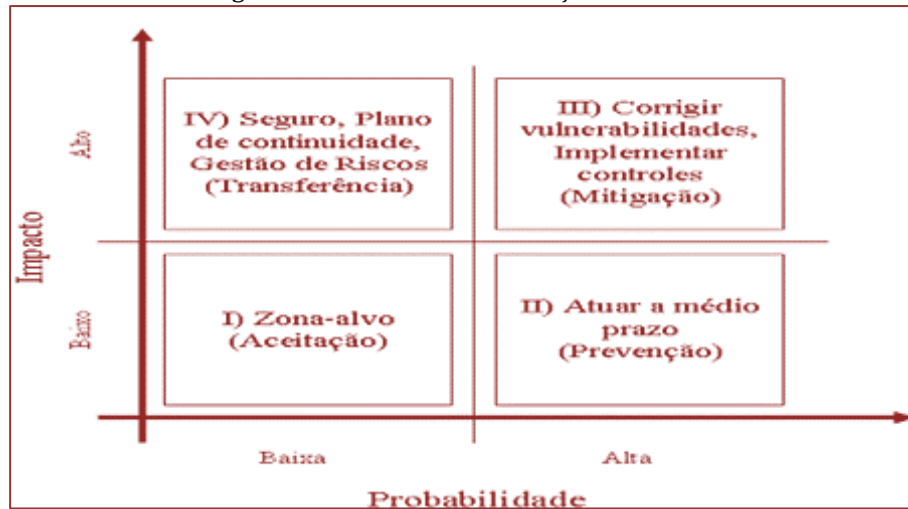 IV) Seguro, Plano
de continuidade,
Gestão de Riscos
(Transferência)
III) Corrigir
vulnerabilidades,
Implementar
controles
(Mitigação)
Alto
Impacto
Baixo
I) Zona-alvo
(Aceitação)
II) Atuar a médio
prazo
(Prevenção)
Baixa
Alta
Probabilidade